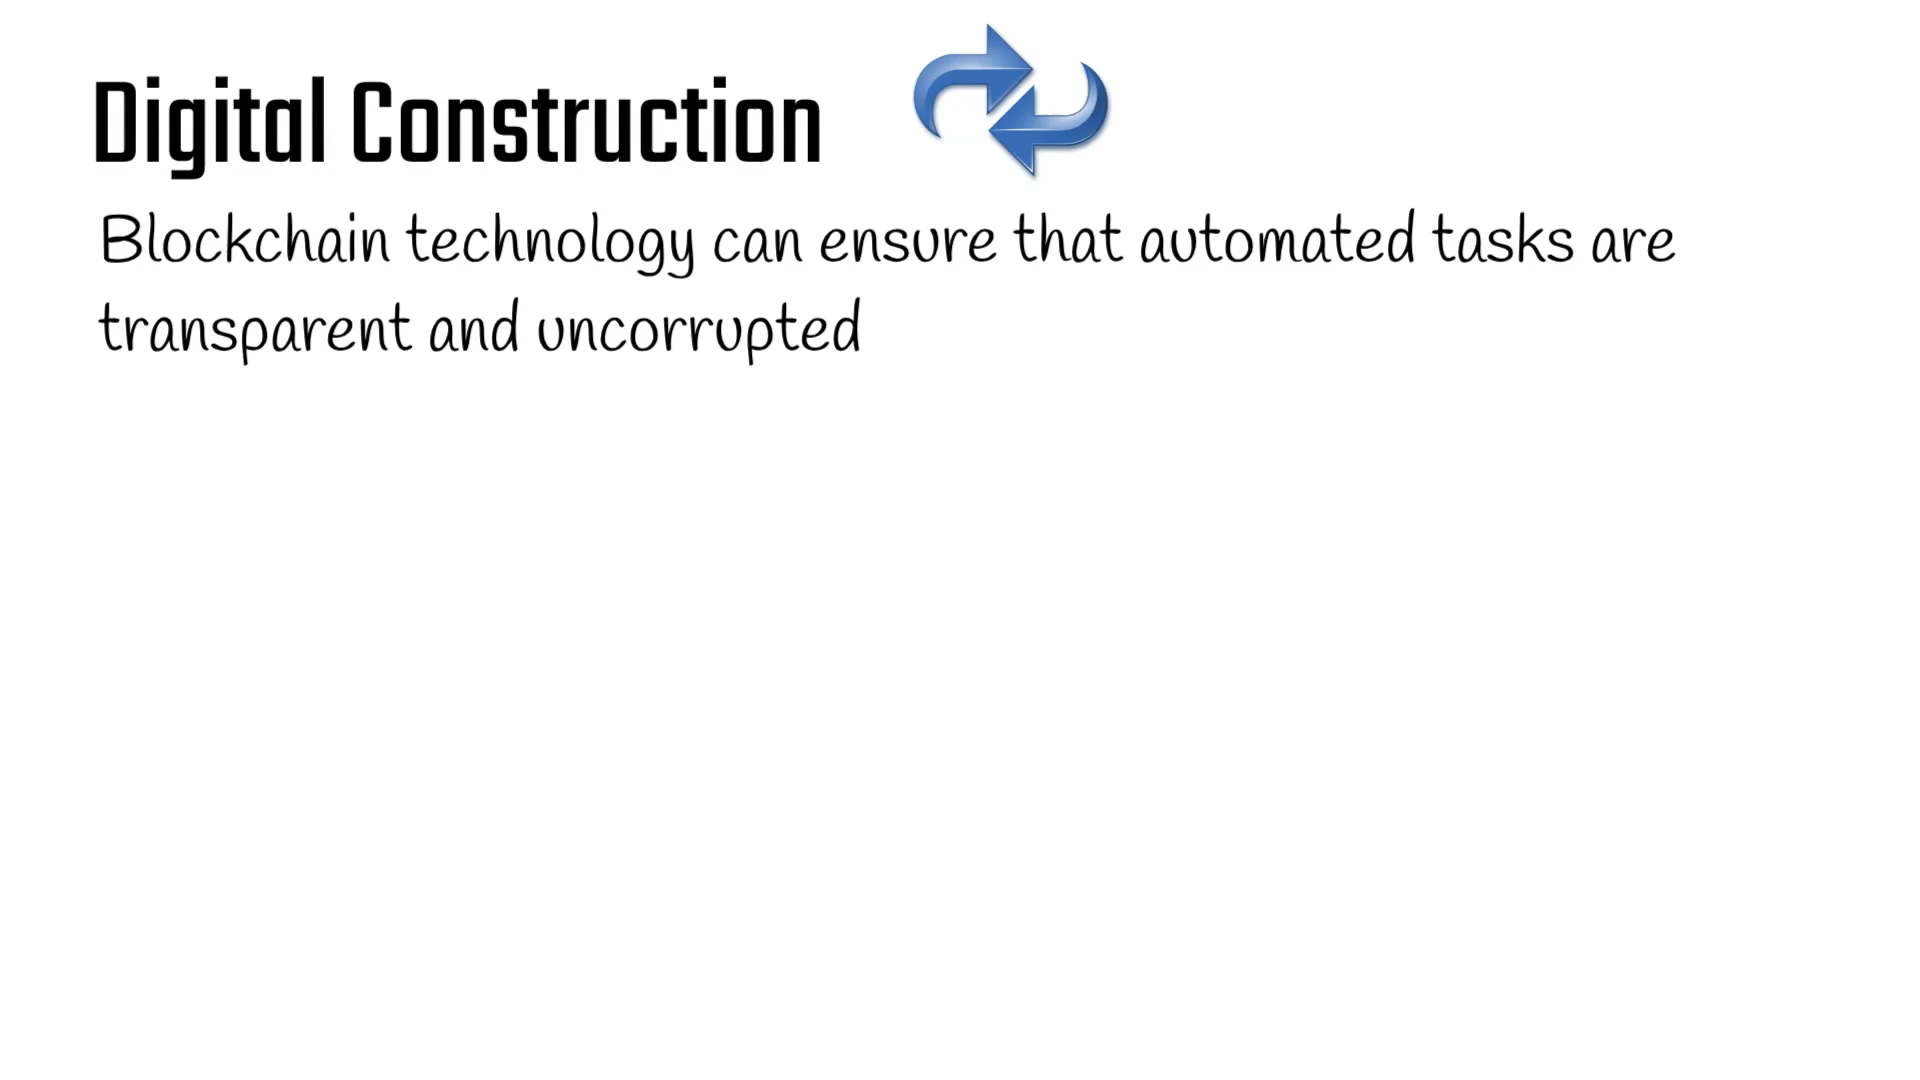 Digital Construction
Blockchain technology can ensure that automated tasks are
transparent and uncorrupted